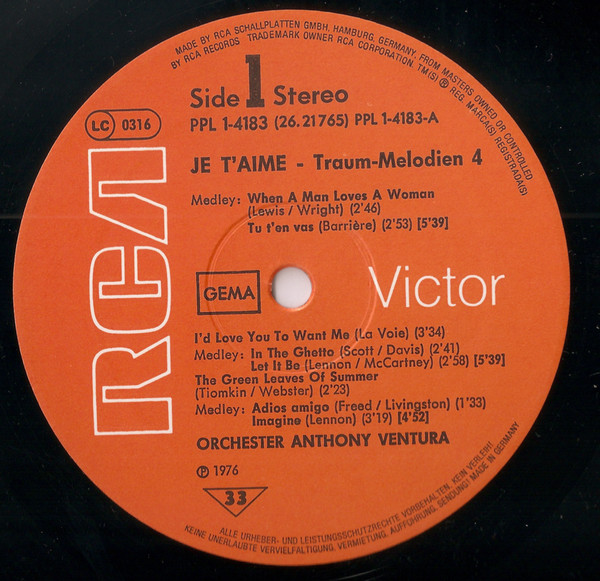 MADE BY RCA SCHALLPLATTEN GMBH, HAMBURG, GERMANY, FROM MASTERS OWNED OR CONTROLLED
BY RCA RECORDS TRADEMARK OWNER RCA CORPORATION. TM(S) ® REG. MARCA(S) REGISTRADA(S)
Side 1 Stereo
LC 0316
PPL 1-4183 (26.21765) PPL 1-4183-A
JE T'AIME - Traum-Melodien 4
Medley: When A Man Loves A Woman
(Lewis / Wright) (2'46)
Tu t'en vas (Barrière) (2'53) [5'39]
RCA
GEMA
Victor
I'd Love You To Want Me (La Voie) (3'34)
Medley: In The Ghetto (Scott / Davis) (2'41)
Let It Be (Lennon / McCartney) (2'58) [5'39]
The Green Leaves Of Summer
(Tiomkin / Webster) (2'23)
Medley: Adios amigo (Freed / Livingston) (1'33)
Imagine (Lennon) (3'19) [4'52]
ORCHESTER ANTHONY VENTURA
℗ 1976
33
ALLE URHEBER- UND LEISTUNGSSCHUTZRECHTE VORBEHALTEN. KEIN VERLEIH!
KEINE UNERLAUBTE VERVIELFÄLTIGUNG, VERMIETUNG, AUFFÜHRUNG, SENDUNG! MADE IN GERMANY